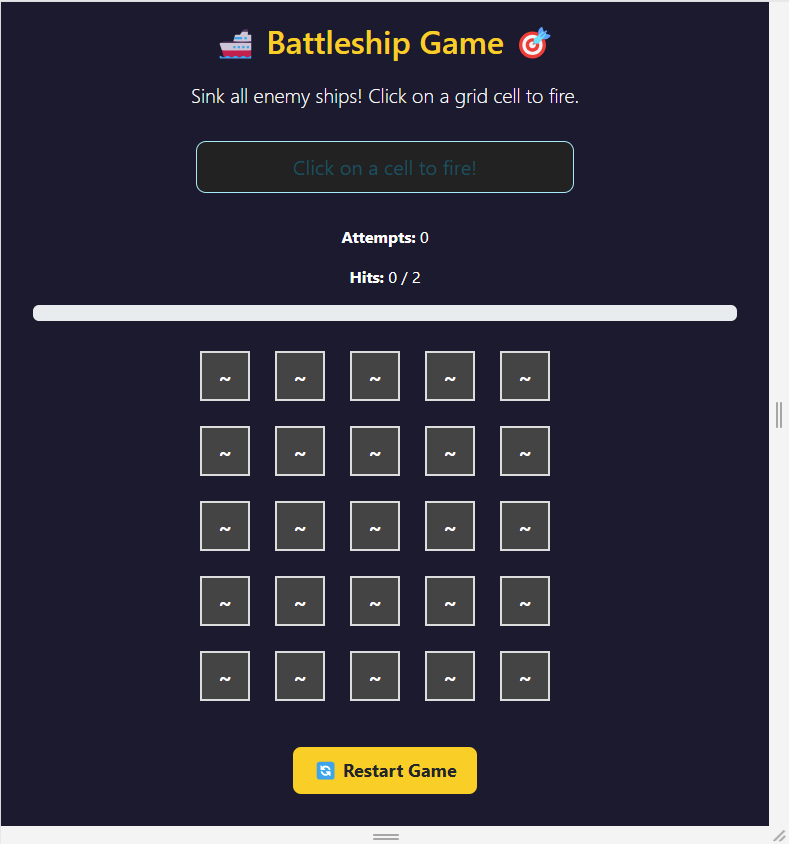 🚢 Battleship Game 🎯
Sink all enemy ships! Click on a grid cell to fire.
Click on a cell to fire!
Attempts: 0
Hits: 0 / 2
~ ~ ~ ~ ~
~ ~ ~ ~ ~
~ ~ ~ ~ ~
~ ~ ~ ~ ~
~ ~ ~ ~ ~
🔄 Restart Game